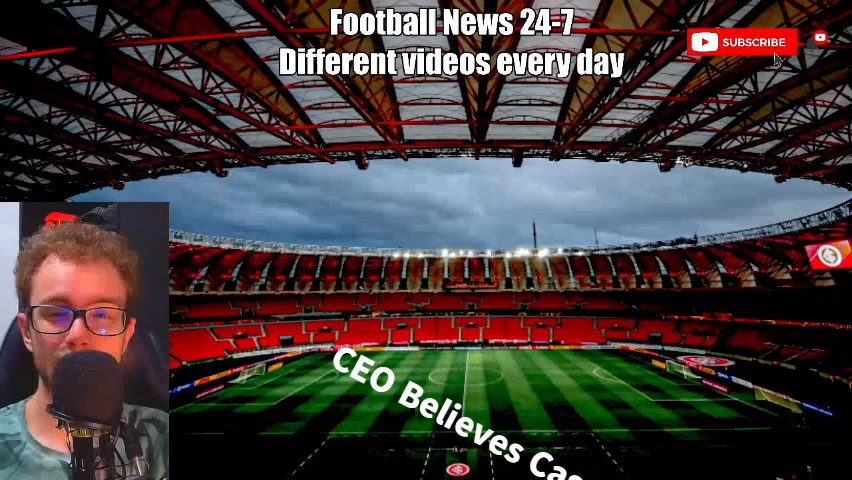 Football News 24-7
Different videos every day
SUBSCRIBE
CEO Believes